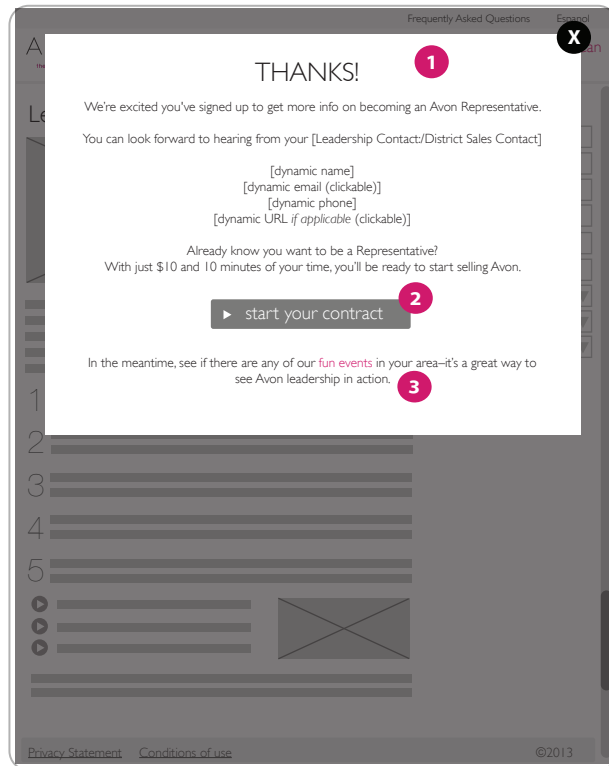 Frequently Asked Questions Espanol
X
A
an
1
THANKS!
We're excited you've signed up to get more info on becoming an Avon Representative.
You can look forward to hearing from your [Leadership Contact:/District Sales Contact]
[dynamic name]
[dynamic email (clickable)]
[dynamic phone]
[dynamic URL if applicable (clickable)]
Already know you want to be a Representative?
With just $10 and 10 minutes of your time, you'll be ready to start selling Avon.
2
start your contract
In the meantime, see if there are any of our fun events in your area–it's a great way to
see Avon leadership in action.
3
Le
1
2
3
4
5
Privacy Statement Conditions of use ©2013